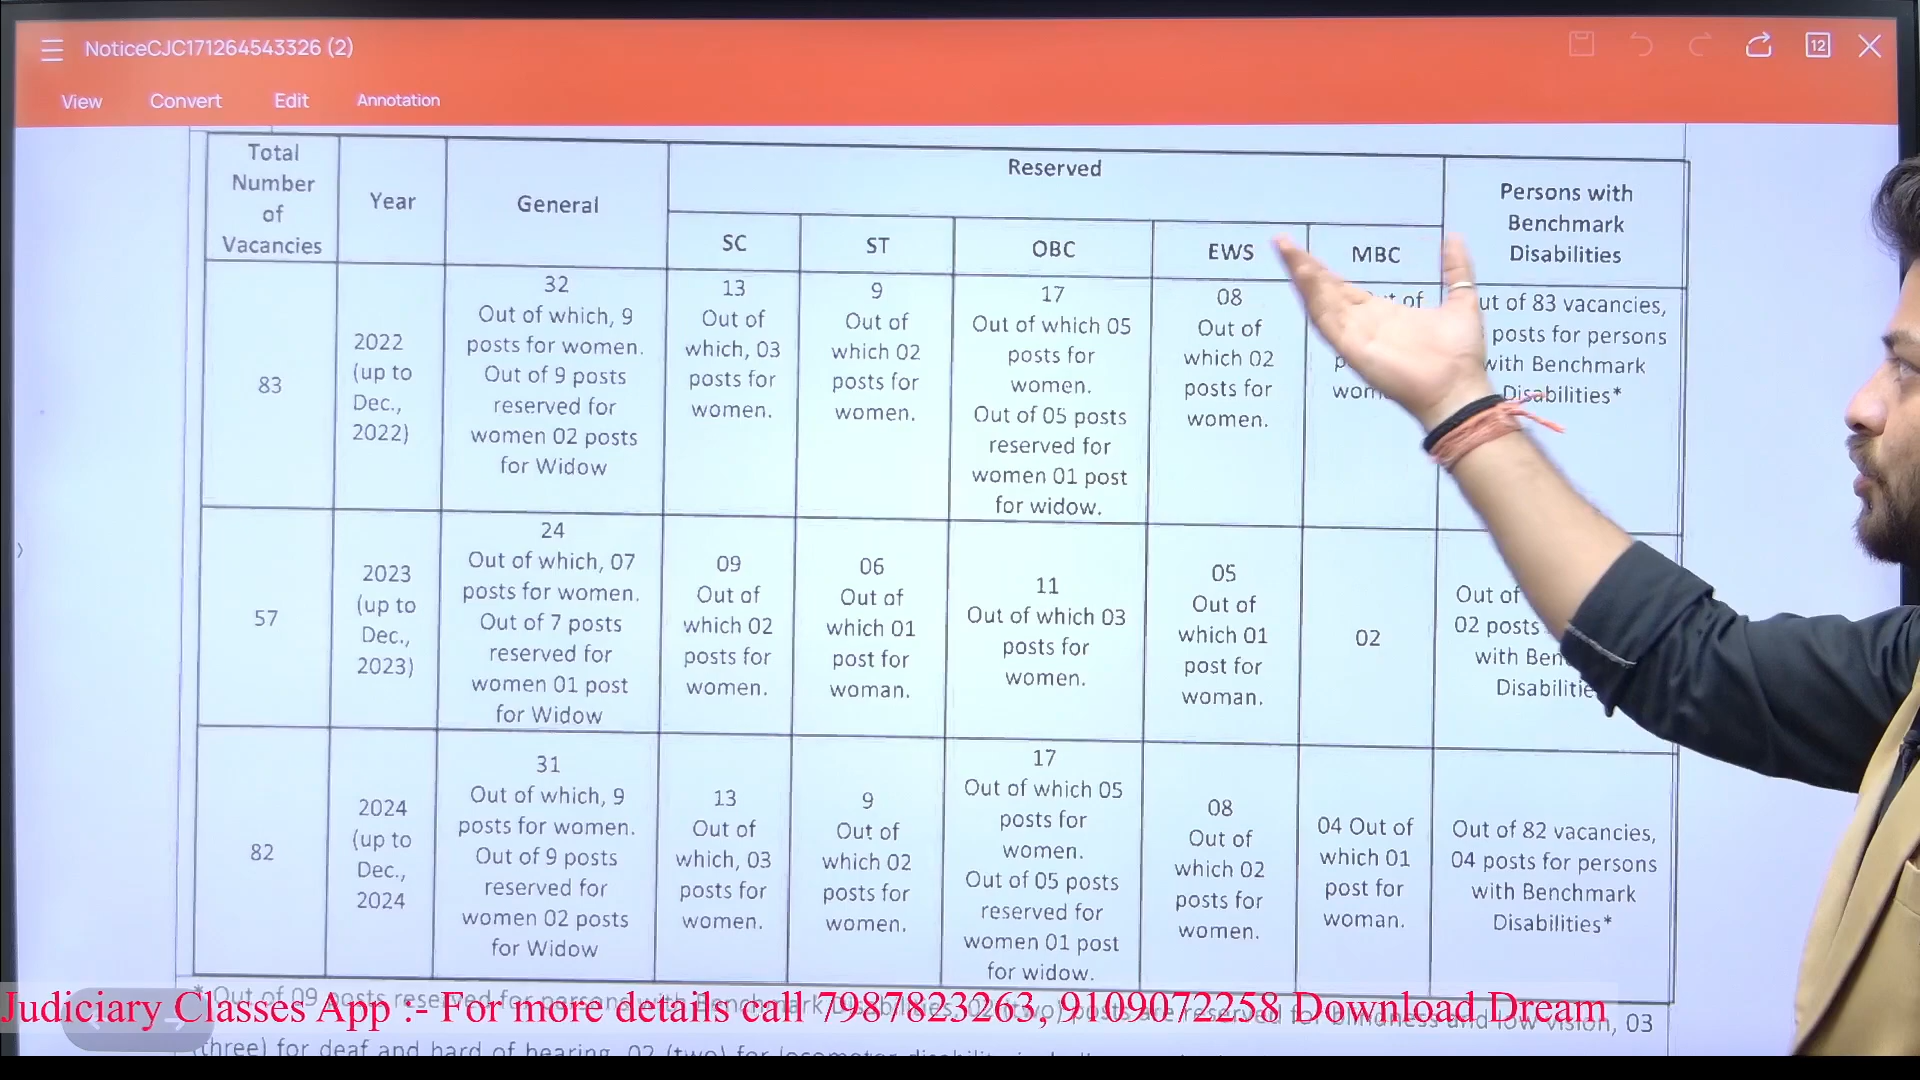 NoticeCJC171264543326 (2)
12
View Convert Edit Annotation
Total
Number
of
Vacancies
Year
General
Reserved
Persons with
Benchmark
Disabilities
SC
ST
OBC
EWS
MBC
83
2022
(up to
Dec.,
2022)
32
Out of which, 9
posts for women.
Out of 9 posts
reserved for
women 02 posts
for Widow
13
Out of
which, 03
posts for
women.
9
Out of
which 02
posts for
women.
17
Out of which 05
posts for
women.
Out of 05 posts
reserved for
women 01 post
for widow.
08
Out of
which 02
posts for
women.
of
of 83 vacancies,
posts for persons
with Benchmark
Disabilities*
57
2023
(up to
Dec.,
2023)
24
Out of which, 07
posts for women.
Out of 7 posts
reserved for
women 01 post
for Widow
09
Out of
which 02
posts for
women.
06
Out of
which 01
post for
woman.
11
Out of which 03
posts for
women.
05
Out of
which 01
post for
woman.
02
Out of
02 posts
with
82
2024
(up to
Dec.,
2024
31
Out of which, 9
posts for women.
Out of 9 posts
reserved for
women 02 posts
for Widow
13
Out of
which, 03
posts for
women.
9
Out of
which 02
posts for
women.
17
Out of which 05
posts for
women.
Out of 05 posts
reserved for
women 01 post
for widow.
08
Out of
which 02
posts for
women.
04 Out of
which 01
post for
woman.
Out of 82 vacancies,
04 posts for persons
with Benchmark
Disabilities*
* Out of 09 posts reserved for persons with Benchmark Disabilities, 02 (two) posts are reserved for blindness and low vision, 03
(three) for deaf and hard of hearing, 02 (two) for
Judiciary Classes App :- For more details call 7987823263, 9109072258 Download Dream